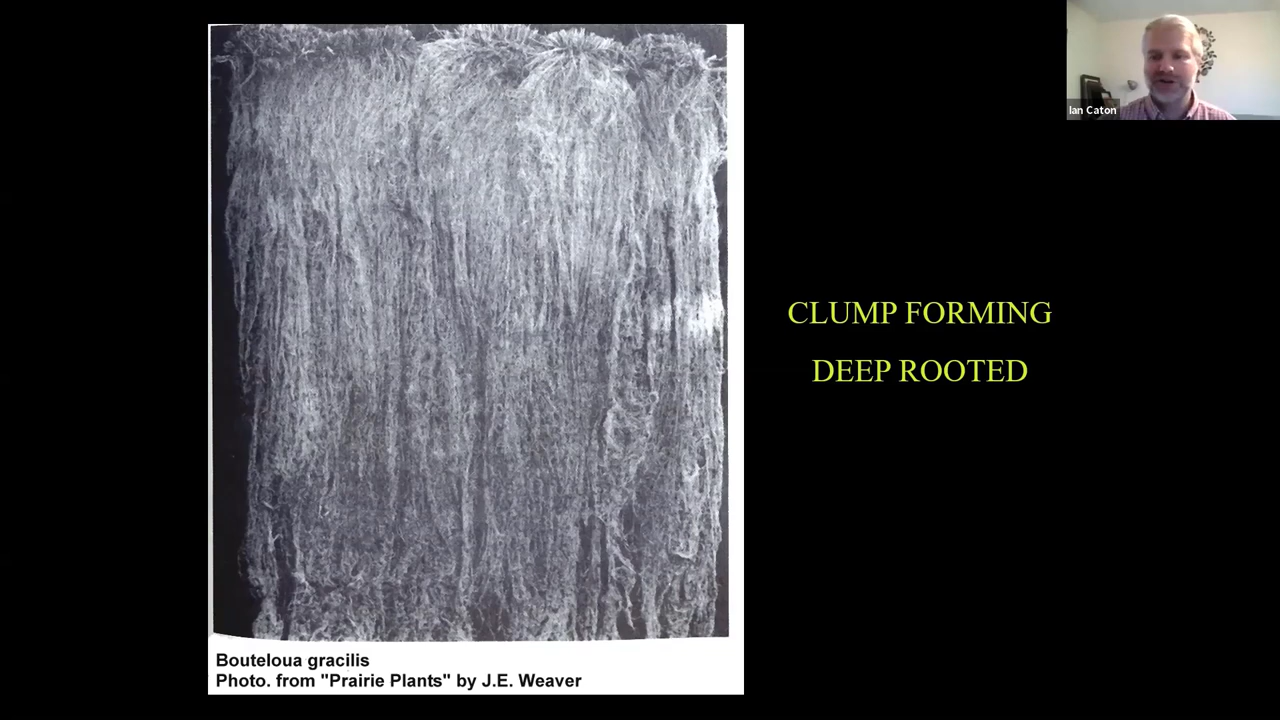 Ian Caton
CLUMP FORMING
DEEP ROOTED
Bouteloua gracilis
Photo. from "Prairie Plants" by J.E. Weaver